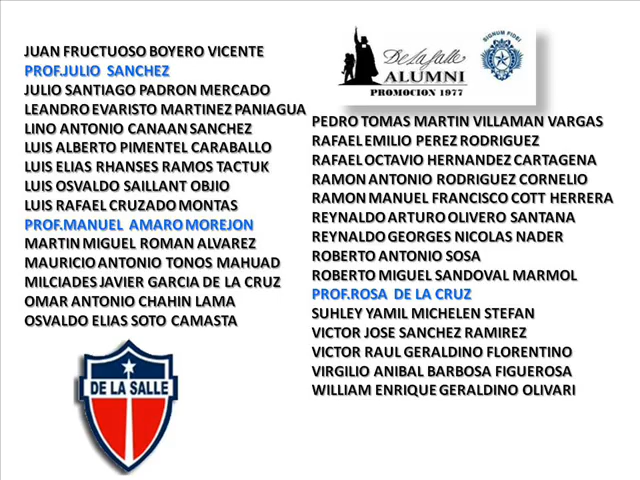 JUAN FRUCTUOSO BOYERO VICENTE
PROF.JULIO SANCHEZ
JULIO SANTIAGO PADRON MERCADO
LEANDRO EVARISTO MARTINEZ PANIAGUA
LINO ANTONIO CANAAN SANCHEZ
LUIS ALBERTO PIMENTEL CARABALLO
LUIS ELIAS RHANSES RAMOS TACTUK
LUIS OSVALDO SAILLANT OBJIO
LUIS RAFAEL CRUZADO MONTAS
PROF.MANUEL AMARO MOREJON
MARTIN MIGUEL ROMAN ALVAREZ
MAURICIO ANTONIO TONOS MAHUAD
MILCIADES JAVIER GARCIA DE LA CRUZ
OMAR ANTONIO CHAHIN LAMA
OSVALDO ELIAS SOTO CAMASTA
DE LA SALLE
De La Salle
ALUMNI
PROMOCION 1977
SIGNUM FIDEI
PEDRO TOMAS MARTIN VILLAMAN VARGAS
RAFAEL EMILIO PEREZ RODRIGUEZ
RAFAEL OCTAVIO HERNANDEZ CARTAGENA
RAMON ANTONIO RODRIGUEZ CORNELIO
RAMON MANUEL FRANCISCO COTT HERRERA
REYNALDO ARTURO OLIVERO SANTANA
REYNALDO GEORGES NICOLAS NADER
ROBERTO ANTONIO SOSA
ROBERTO MIGUEL SANDOVAL MARMOL
PROF.ROSA DE LA CRUZ
SUHLEY YAMIL MICHELEN STEFAN
VICTOR JOSE SANCHEZ RAMIREZ
VICTOR RAUL GERALDINO FLORENTINO
VIRGILIO ANIBAL BARBOSA FIGUEROSA
WILLIAM ENRIQUE GERALDINO OLIVARI